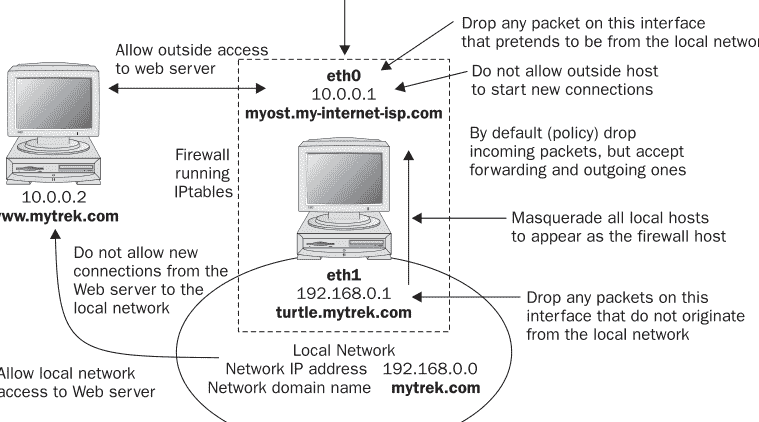 Drop any packet on this interface
that pretends to be from the local
Allow outside access
to web server
eth0
10.0.0.1
myost.my-internet-isp.com
Do not allow outside host
to start new connections
By default (policy) drop
incoming packets, but accept
forwarding and outgoing ones
Firewall
running
IPtables
10.0.0.2
www.mytrek.com
Masquerade all local hosts
to appear as the firewall host
Do not allow new
connections from the
Web server to the
local network
eth1
192.168.0.1
turtle.mytrek.com
Drop any packets on this
interface that do not originate
from the local network
Local Network
Network IP address 192.168.0.0
Network domain name mytrek.com
Allow local network
access to Web server